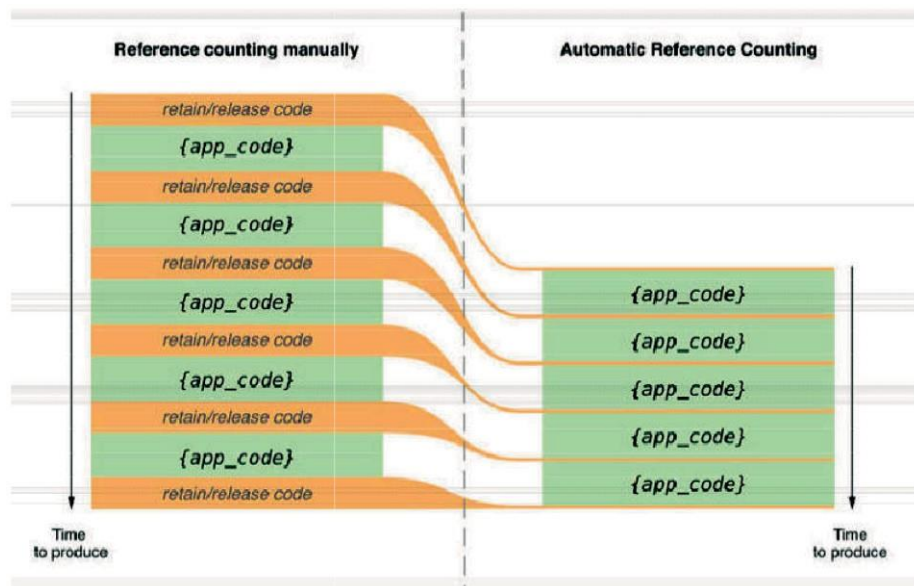 Reference counting manually
retain/release code
{app_code}
retain/release code
{app_code}
retain/release code
{app_code}
retain/release code
{app_code}
retain/release code
{app_code}
retain/release code
Time
to produce
Automatic Reference Counting
{app_code}
{app_code}
{app_code}
{app_code}
{app_code}
Time
to produce